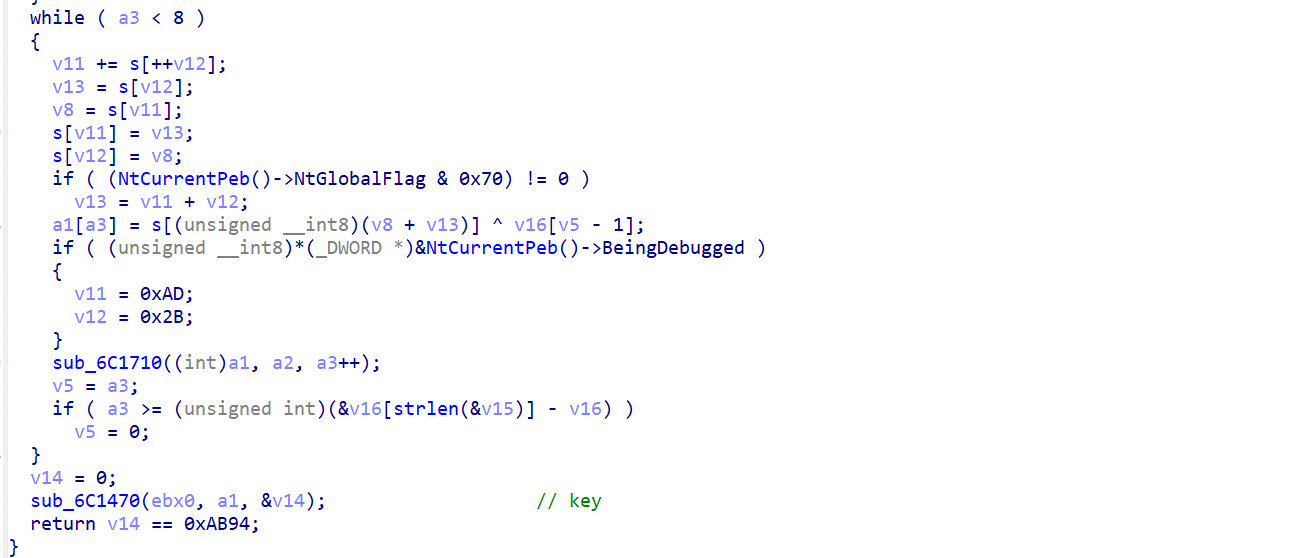 while ( a3 < 8 )
{
v11 += s[++v12];
v13 = s[v12];
v8 = s[v11];
s[v11] = v13;
s[v12] = v8;
if ( (NtCurrentPeb()->NtGlobalFlag & 0x70) != 0 )
v13 = v11 + v12;
a1[a3] = s[(unsigned __int8)(v8 + v13)] ^ v16[v5 - 1];
if ( (unsigned __int8)*(_DWORD *)&NtCurrentPeb()->BeingDebugged )
{
v11 = 0xAD;
v12 = 0x2B;
}
sub_6C1710((int)a1, a2, a3++);
v5 = a3;
if ( a3 >= (unsigned int)(&v16[strlen(&v15)] - v16) )
v5 = 0;
}
v14 = 0;
sub_6C1470(ebx0, a1, &v14); // key
return v14 == 0xAB94;
}